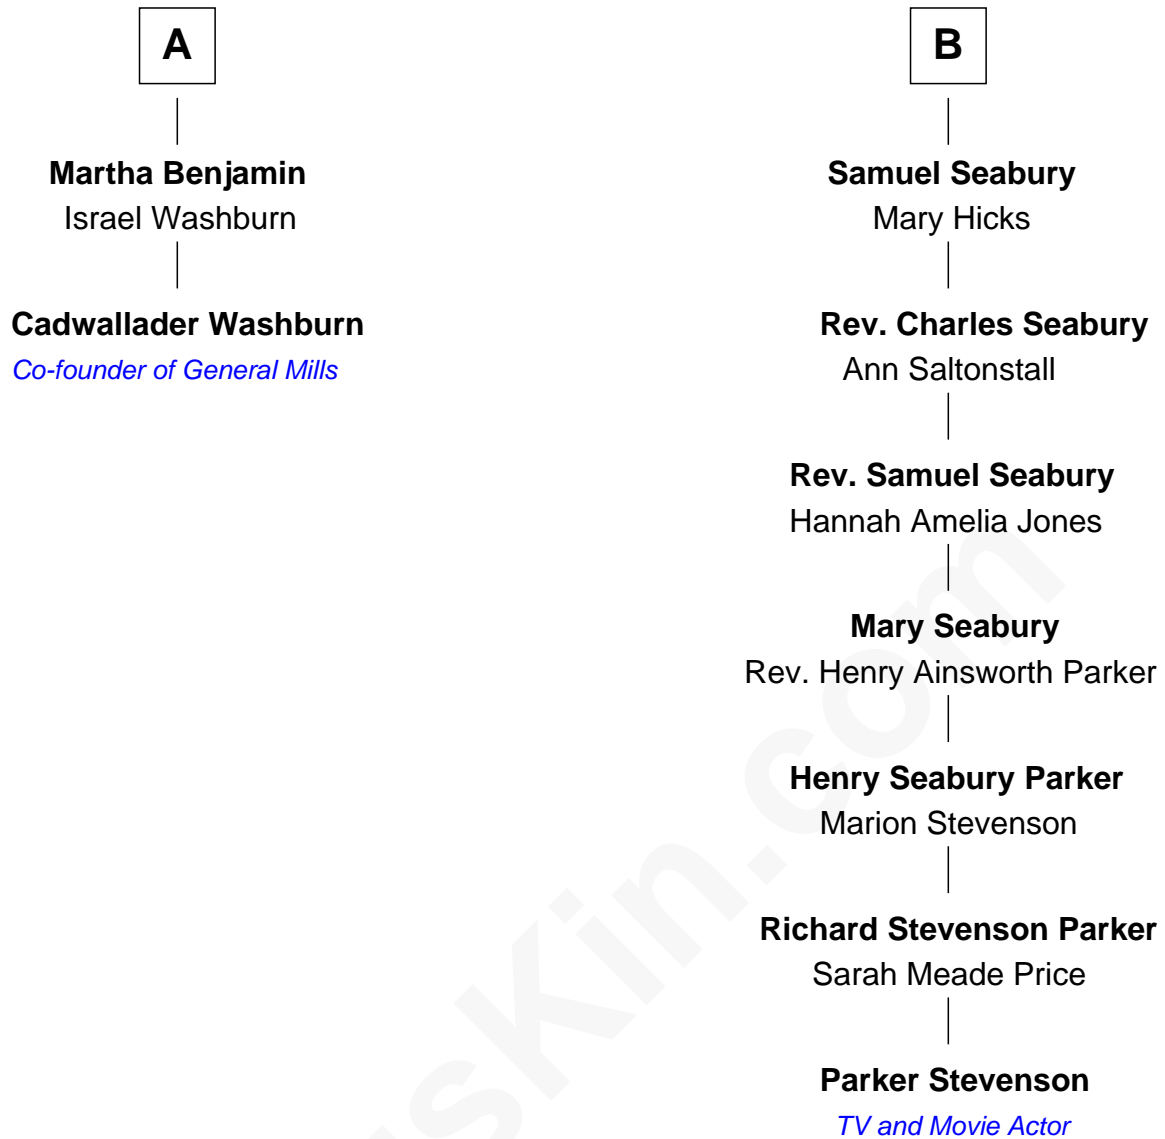 A
Martha Benjamin
Israel Washburn
Cadwallader Washburn
Co-founder of General Mills
B
Samuel Seabury
Mary Hicks
Rev. Charles Seabury
Ann Saltonstall
Rev. Samuel Seabury
Hannah Amelia Jones
Mary Seabury
Rev. Henry Ainsworth Parker
Henry Seabury Parker
Marion Stevenson
Richard Stevenson Parker
Sarah Meade Price
Parker Stevenson
TV and Movie Actor
sKin.com